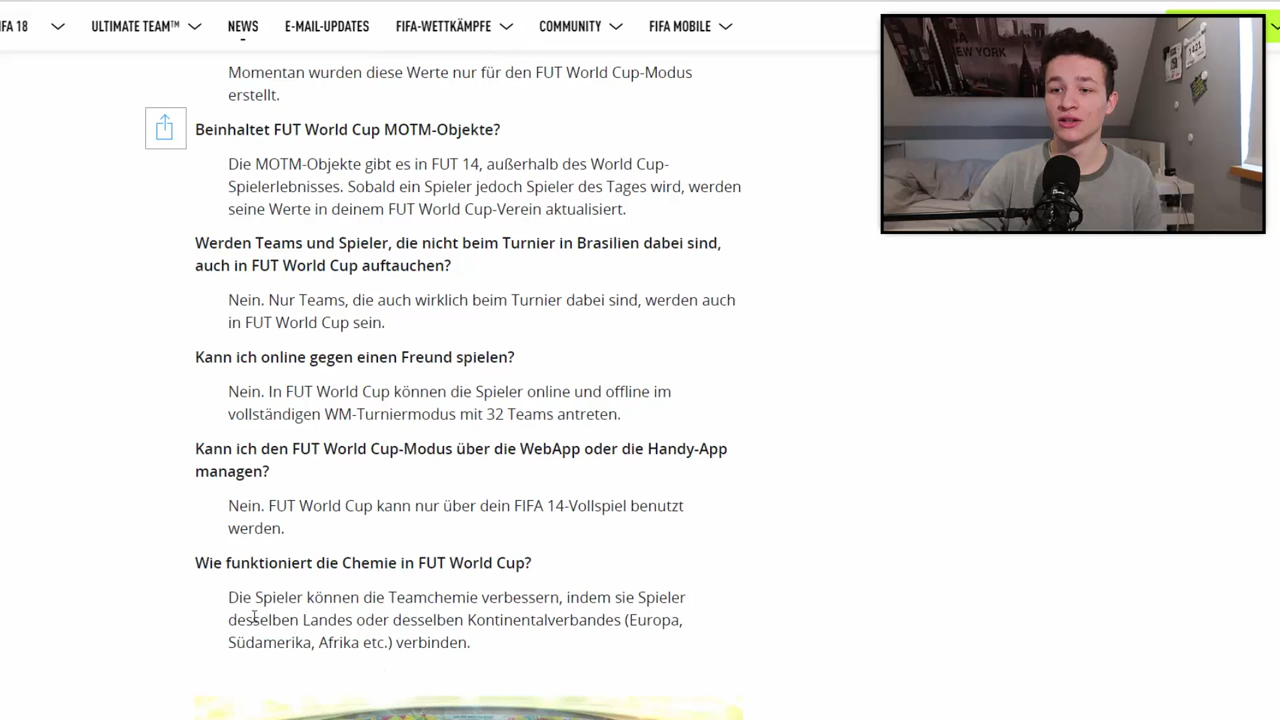 FA 18
ULTIMATE TEAM™
NEWS
E-MAIL-UPDATES
FIFA-WETTKÄMPFE
COMMUNITY
FIFA MOBILE
Momentan wurden diese Werte nur für den FUT World Cup-Modus
erstellt.
Beinhaltet FUT World Cup MOTM-Objekte?
Die MOTM-Objekte gibt es in FUT 14, außerhalb des World Cup-
Spielerlebnisses. Sobald ein Spieler jedoch Spieler des Tages wird, werden
seine Werte in deinem FUT World Cup-Verein aktualisiert.
Werden Teams und Spieler, die nicht beim Turnier in Brasilien dabei sind,
auch in FUT World Cup auftauchen?
Nein. Nur Teams, die auch wirklich beim Turnier dabei sind, werden auch
in FUT World Cup sein.
Kann ich online gegen einen Freund spielen?
Nein. In FUT World Cup können die Spieler online und offline im
vollständigen WM-Turniermodus mit 32 Teams antreten.
Kann ich den FUT World Cup-Modus über die WebApp oder die Handy-App
managen?
Nein. FUT World Cup kann nur über dein FIFA 14-Vollspiel benutzt
werden.
Wie funktioniert die Chemie in FUT World Cup?
Die Spieler können die Teamchemie verbessern, indem sie Spieler
desselben Landes oder desselben Kontinentalverbandes (Europa,
Südamerika, Afrika etc.) verbinden.
NEW YORK
1421